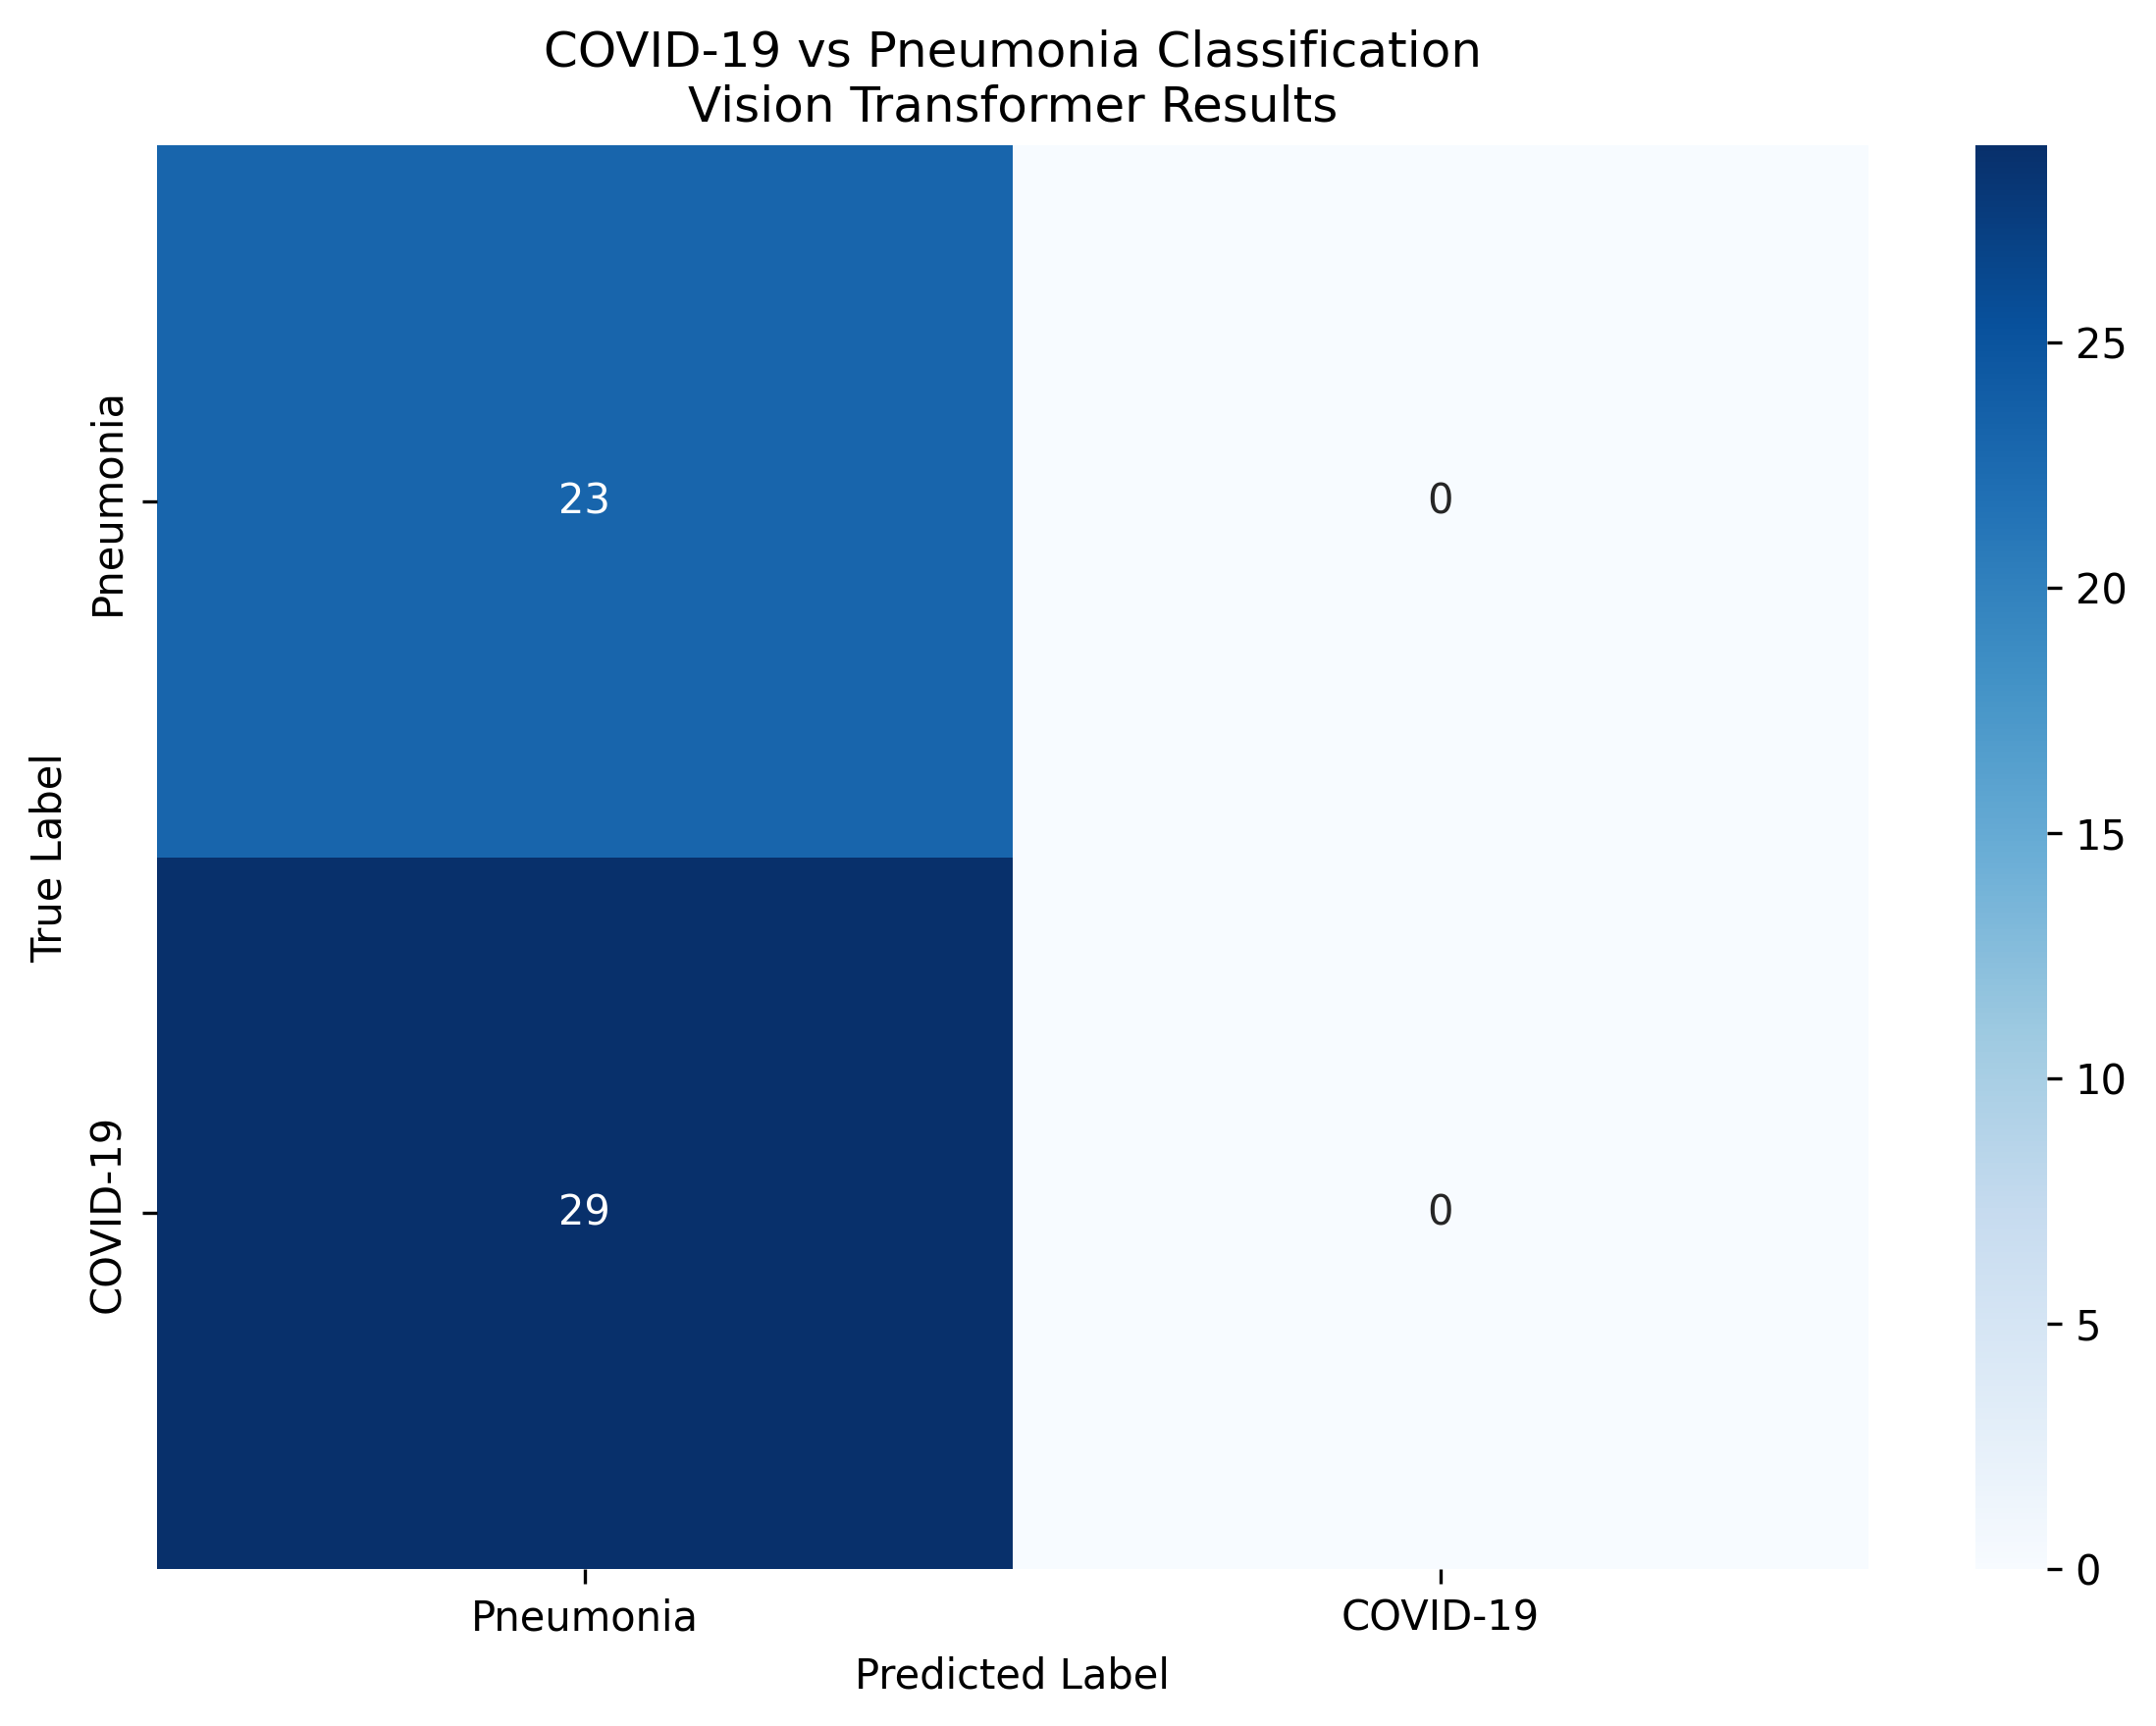 COVID-19 vs Pneumonia Classification
Vision Transformer Results
True Label
Pneumonia
COVID-19
23
0
29
0
Pneumonia
COVID-19
Predicted Label
25
20
15
10
5
0